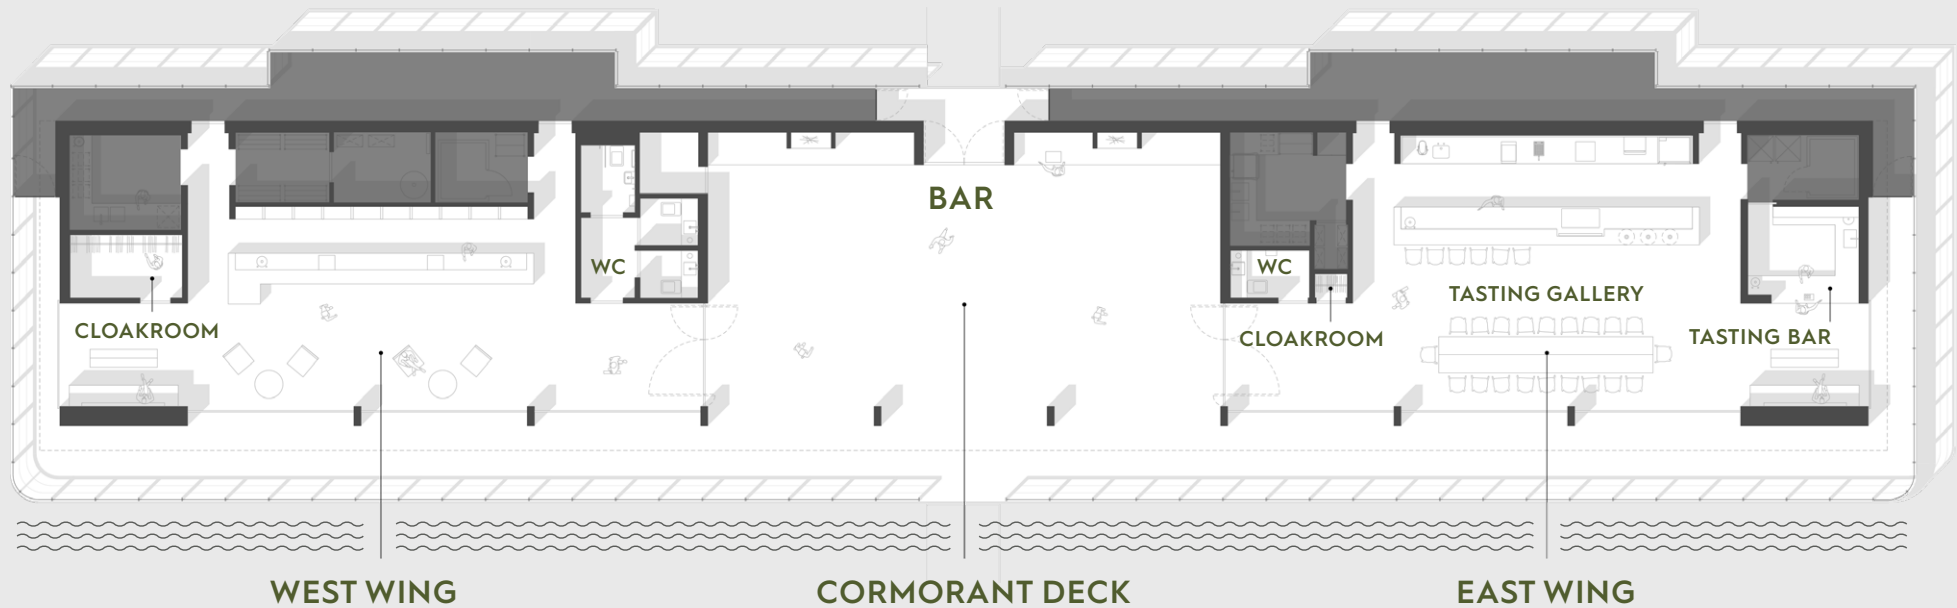 BAR
WC
WC
TASTING GALLERY
CLOAKROOM
CLOAKROOM
TASTING BAR
WEST WING
CORMORANT DECK
EAST WING